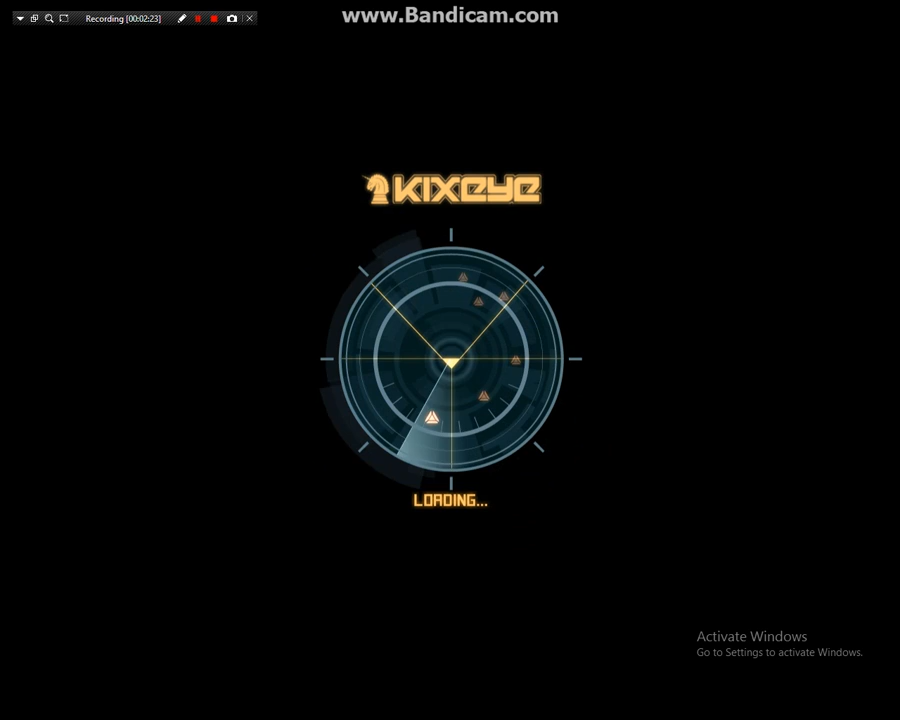 Recording [00:02:23]
www.Bandicam.com
KIXEYE
LOADING...
Activate Windows
Go to Settings to activate Windows.